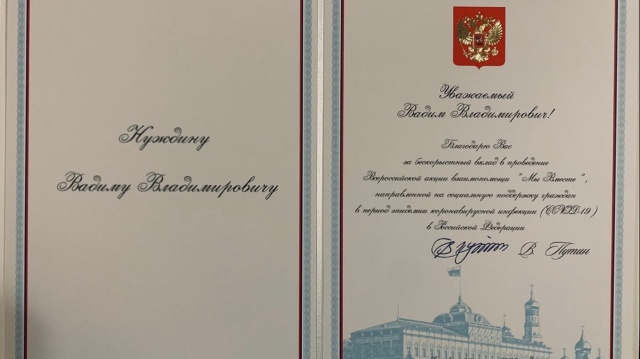 Нуждину
Вадиму Владимировичу
Уважаемый
Вадим Владимирович!
Благодарю Вас
за бескорыстный вклад в проведение
Всероссийской акции взаимопомощи "Мы Вместе",
направленной на социальную поддержку граждан
в период эпидемии коронавирусной инфекции (COVID-19)
в Российской Федерации
В. Путин